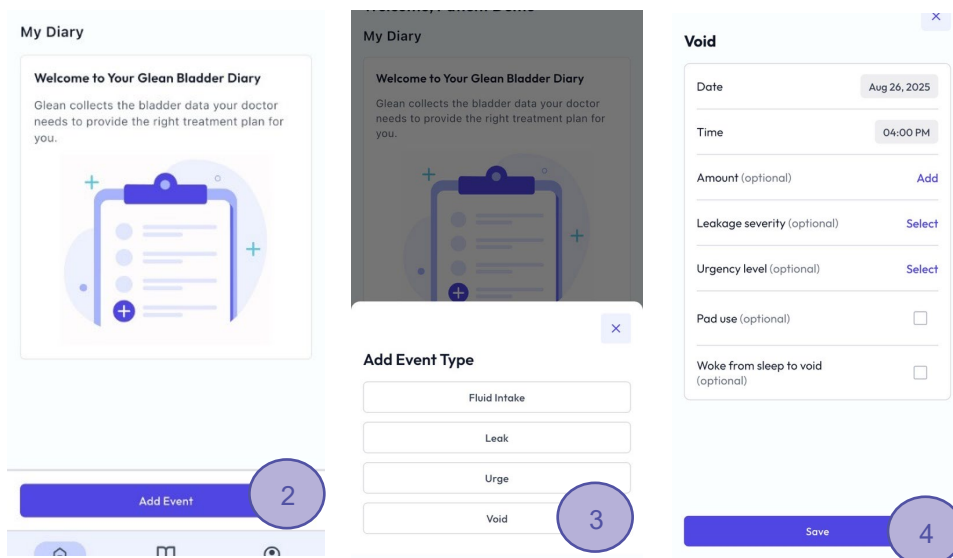 My Diary
Welcome to Your Glean Bladder Diary
Glean collects the bladder data your doctor
needs to provide the right treatment plan for
you.
Add Event
2
My Diary
Welcome to Your Glean Bladder Diary
Glean collects the bladder data your doctor
needs to provide the right treatment plan for
you.
Add Event Type
Fluid Intake
Leak
Urge
Void
3
Void
Date
Aug 26, 2025
Time
04:00 PM
Amount (optional)
Add
Leakage severity (optional)
Select
Urgency level (optional)
Select
Pad use (optional)
Woke from sleep to void
(optional)
Save
4